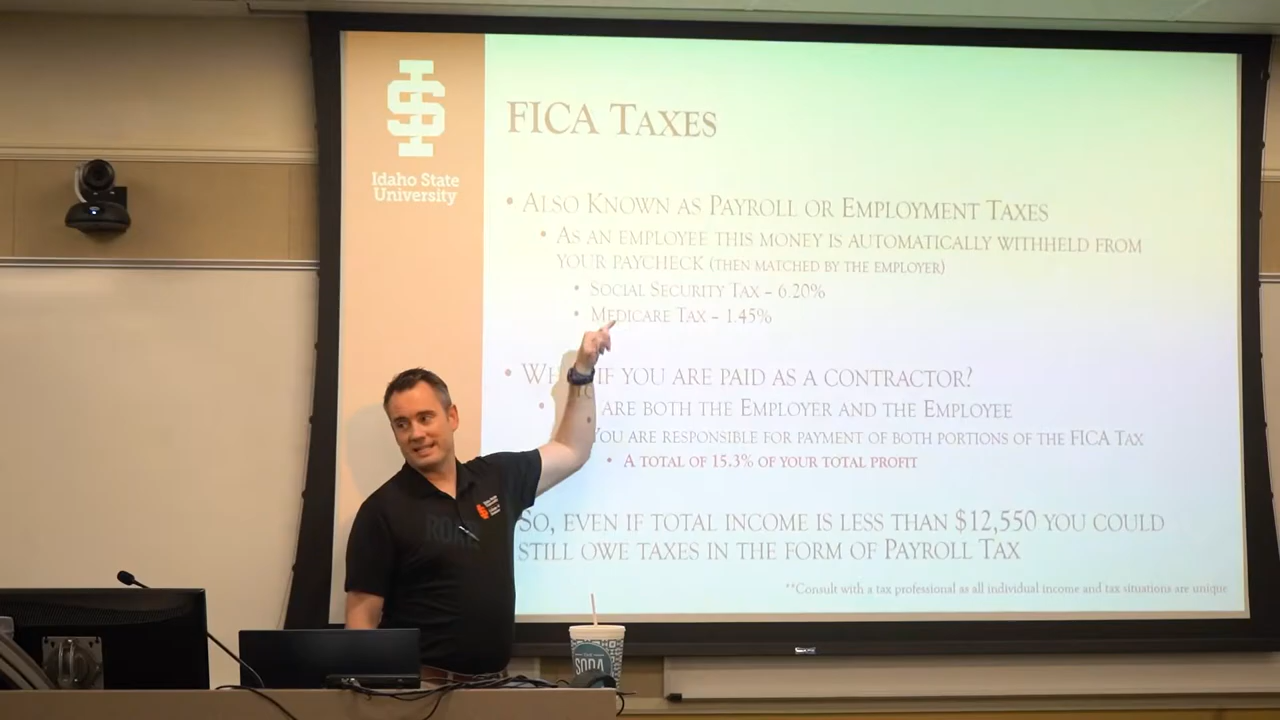 Idaho State
University
FICA TAXES
• ALSO KNOWN AS PAYROLL OR EMPLOYMENT TAXES
• AS AN EMPLOYEE THIS MONEY IS AUTOMATICALLY WITHHELD FROM
YOUR PAYCHECK (THEN MATCHED BY THE EMPLOYER)
• SOCIAL SECURITY TAX – 6.20%
• MEDICARE TAX – 1.45%
• IF YOU ARE PAID AS A CONTRACTOR?
• ARE BOTH THE EMPLOYER AND THE EMPLOYEE
YOU ARE RESPONSIBLE FOR PAYMENT OF BOTH PORTIONS OF THE FICA TAX
• A TOTAL OF 15.3% OF YOUR TOTAL PROFIT
SO, EVEN IF TOTAL INCOME IS LESS THAN $12,550 YOU COULD
STILL OWE TAXES IN THE FORM OF PAYROLL TAX
**Consult with a tax professional as all individual income and tax situations are unique
SODA